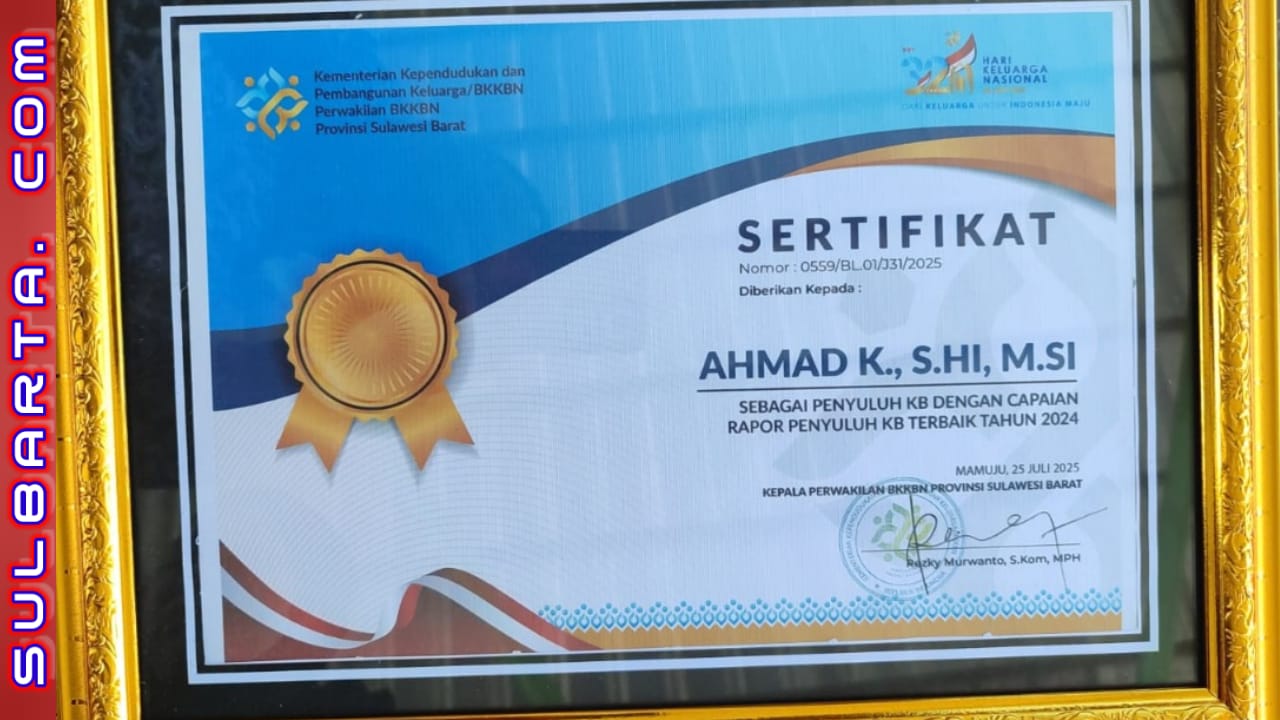 SULBARTA. COM
Kementerian Kependudukan dan
Pembangunan Keluarga/BKKBN
Perwakilan BKKBN
Provinsi Sulawesi Barat
HARI
KELUARGA
NASIONAL
DARI KELUARGA UNTUK INDONESIA MAJU
SERTIFIKAT
Nomor : 0559/BL.01/J31/2025
Diberikan Kepada :
AHMAD K., S.HI, M.SI
SEBAGAI PENYULUH KB DENGAN CAPAIAN
RAPOR PENYULUH KB TERBAIK TAHUN 2024
MAMUJU, 25 JULI 2025
KEPALA PERWAKILAN BKKBN PROVINSI SULAWESI BARAT
Rezky Murwanto, S.Kom, MPH